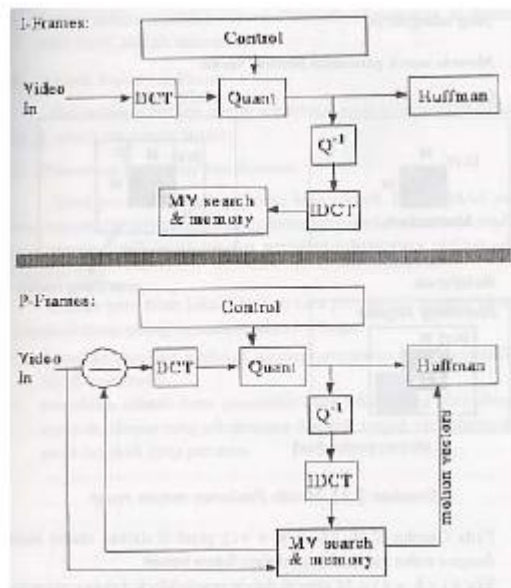 I-Frames:
Control
Video
In
DCT
Quant
Huffman
Q⁻¹
IDCT
MV search
& memory
P-Frames:
Control
Video
In
DCT
Quant
Huffman
Q⁻¹
IDCT
motion vectors
MV search
& memory